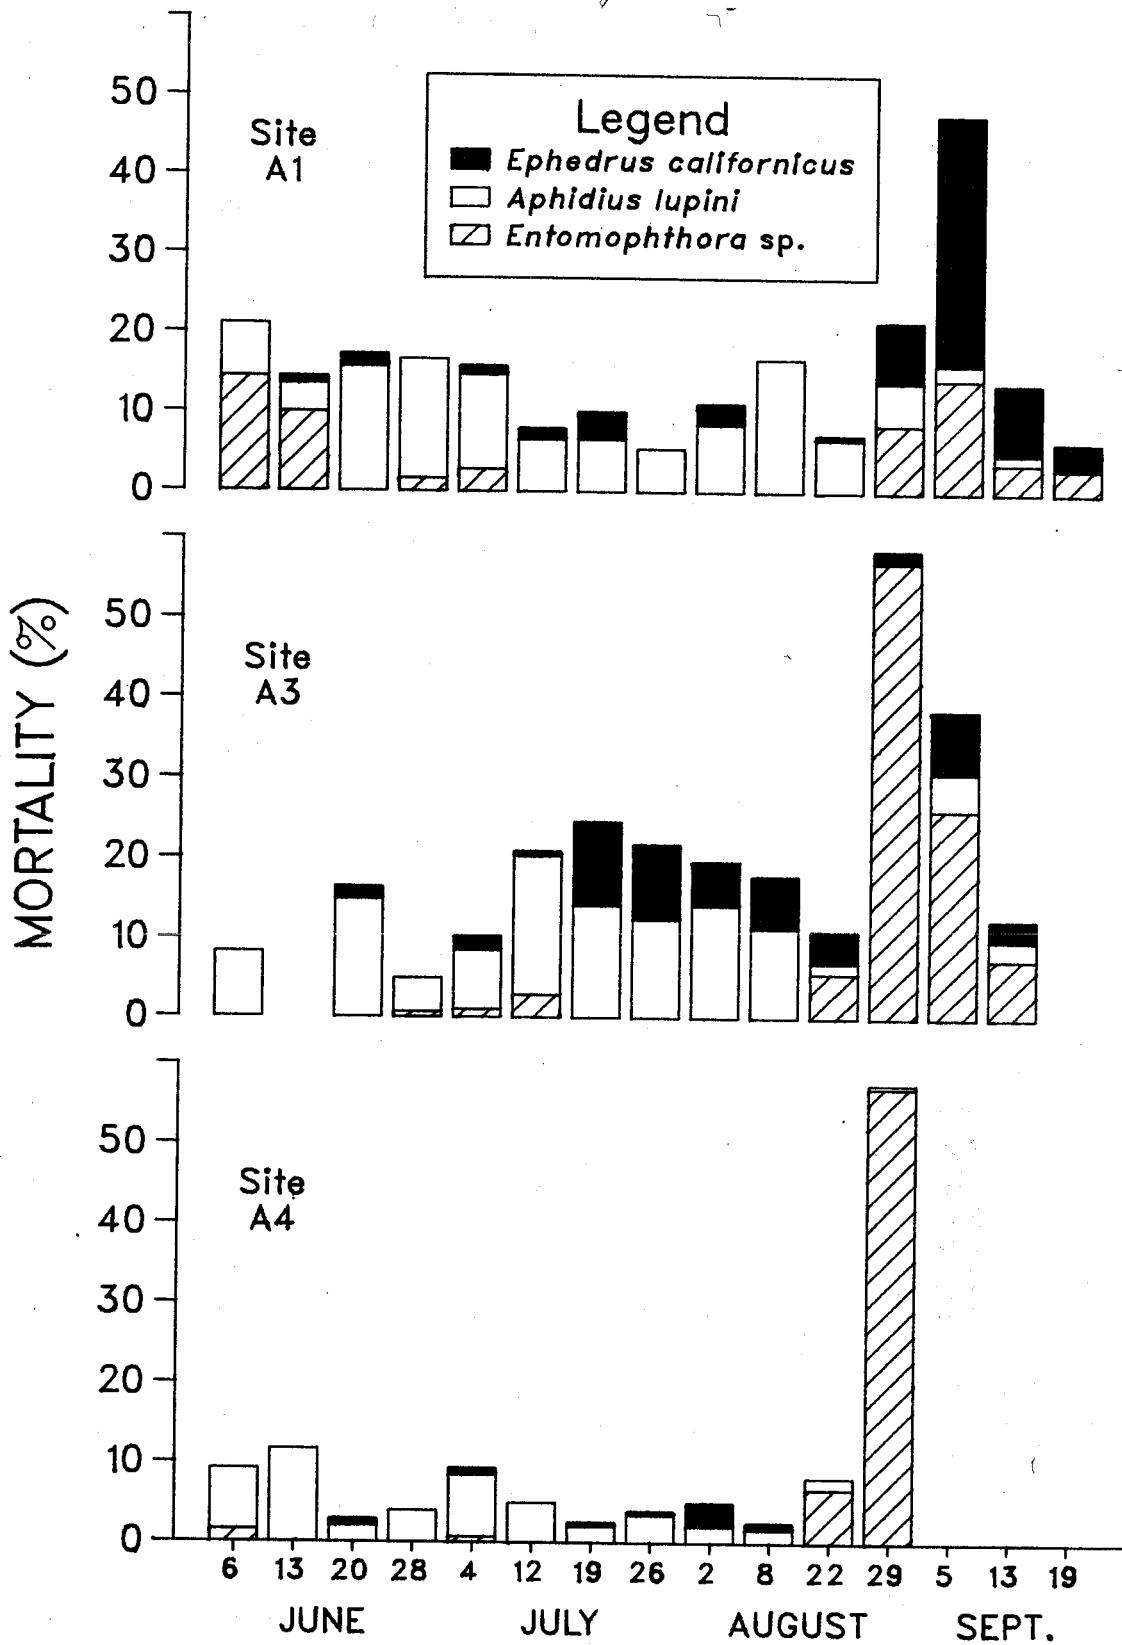 50
40
30
20
10
0
Site
A1
Legend
Ephedrus californicus
Aphidius lupini
Entomophthora sp.
MORTALITY (%)
50
40
30
20
10
0
Site
A3
50
40
30
20
10
0
Site
A4
6 13 20 28 4 12 19 26 2 8 22 29 5 13 19
JUNE JULY AUGUST SEPT.